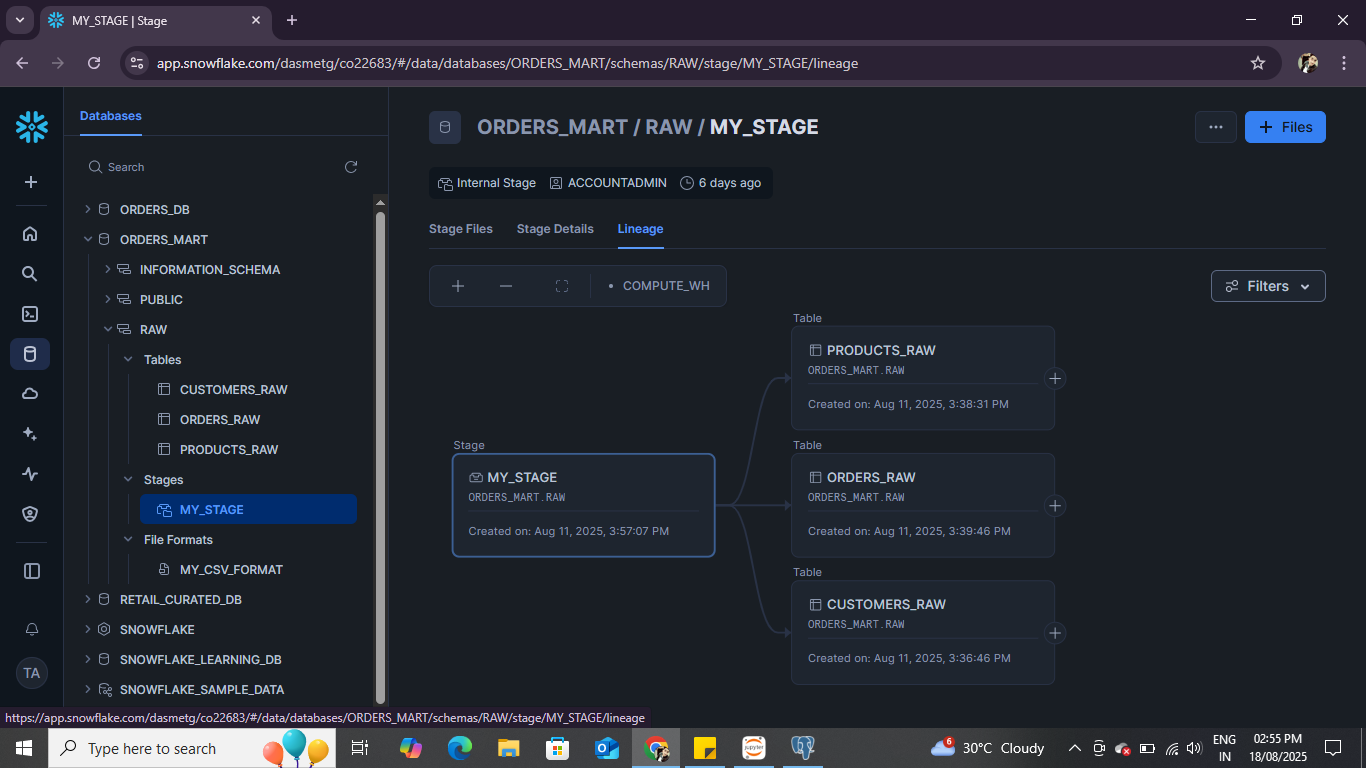 MY_STAGE | Stage
app.snowflake.com/dasmetg/co22683/#/data/databases/ORDERS_MART/schemas/RAW/stage/MY_STAGE/lineage
Databases
Search
ORDERS_DB
ORDERS_MART
INFORMATION_SCHEMA
PUBLIC
RAW
Tables
CUSTOMERS_RAW
ORDERS_RAW
PRODUCTS_RAW
Stages
MY_STAGE
File Formats
MY_CSV_FORMAT
RETAIL_CURATED_DB
SNOWFLAKE
SNOWFLAKE_LEARNING_DB
SNOWFLAKE_SAMPLE_DATA
TA
ORDERS_MART / RAW / MY_STAGE
Files
Internal Stage ACCOUNTADMIN 6 days ago
Stage Files Stage Details Lineage
COMPUTE_WH
Filters
Stage
MY_STAGE
ORDERS_MART.RAW
Created on: Aug 11, 2025, 3:57:07 PM
Table
PRODUCTS_RAW
ORDERS_MART.RAW
Created on: Aug 11, 2025, 3:38:31 PM
Table
ORDERS_RAW
ORDERS_MART.RAW
Created on: Aug 11, 2025, 3:39:46 PM
Table
CUSTOMERS_RAW
ORDERS_MART.RAW
Created on: Aug 11, 2025, 3:36:46 PM
https://app.snowflake.com/dasmetg/co22683/#/data/databases/ORDERS_MART/schemas/RAW/stage/MY_STAGE/lineage
Type here to search
jupyter
6
30°C Cloudy
ENG
IN
02:55 PM
18/08/2025